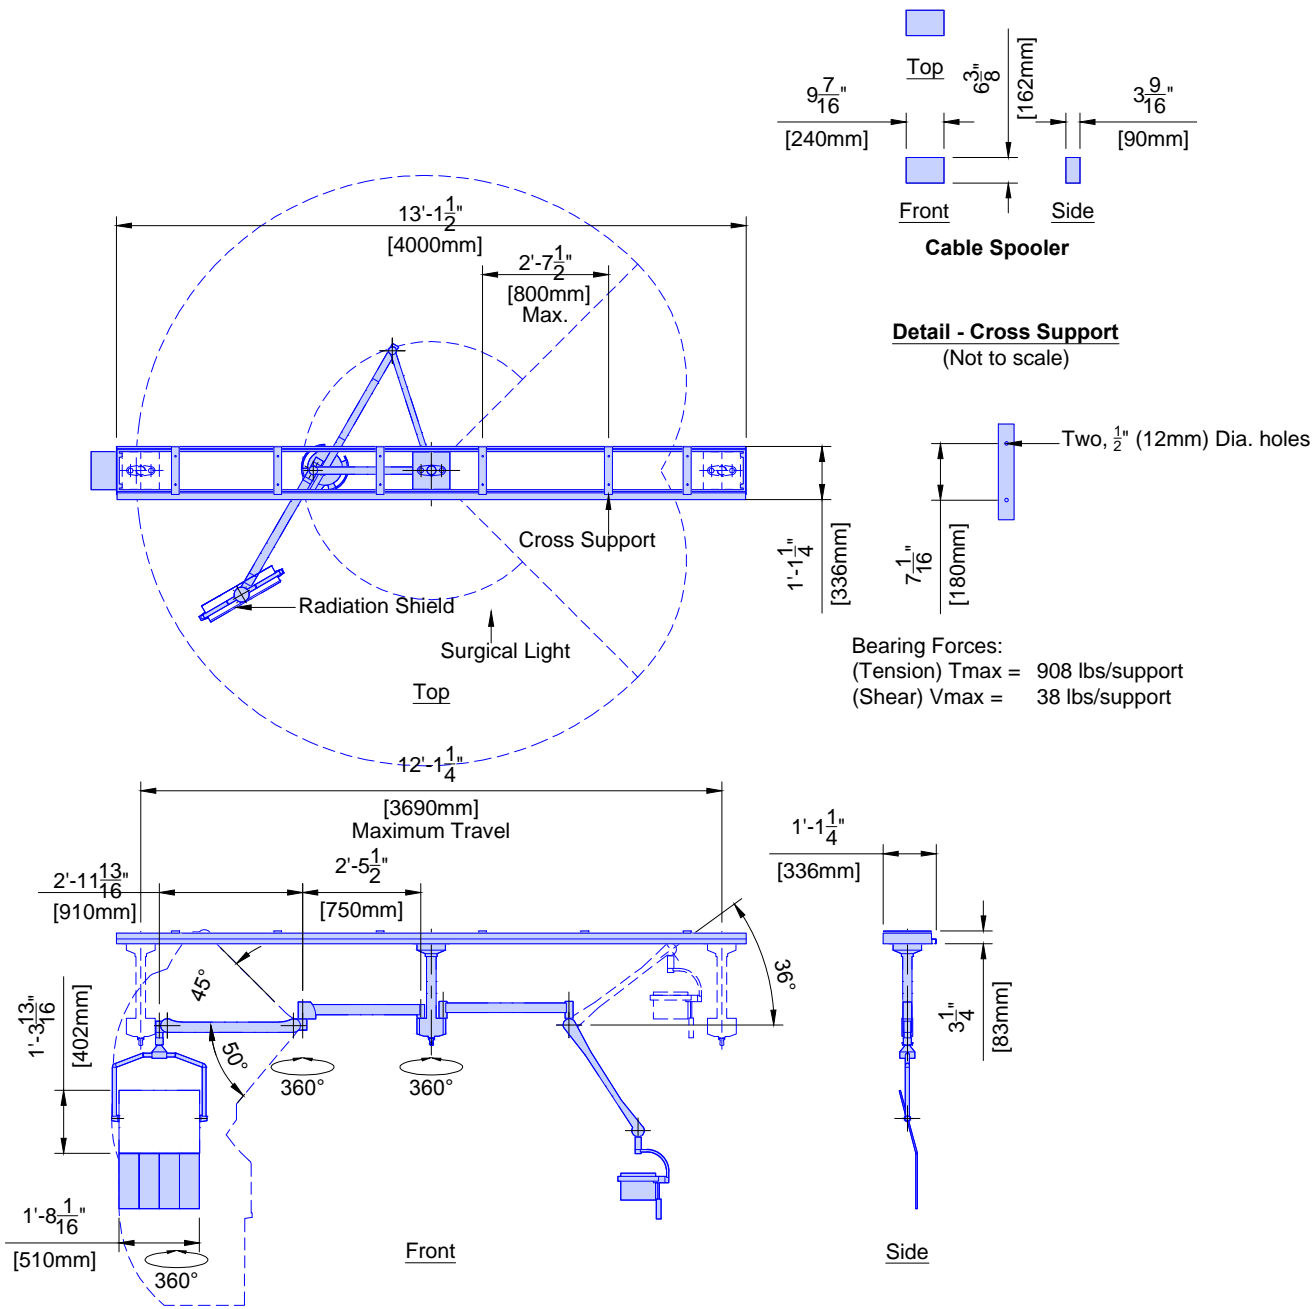 Top
9 7/16"
[240mm]
6 3/8"
[162mm]
3 9/16"
[90mm]
Front
Side
Cable Spooler
13'-1 1/2"
[4000mm]
2'-7 1/2"
[800mm]
Max.
Detail - Cross Support
(Not to scale)
Two, 1/2" (12mm) Dia. holes
7 1/16"
[180mm]
1'-1 1/4"
[336mm]
Cross Support
Radiation Shield
Surgical Light
Top
Bearing Forces:
(Tension) Tmax = 908 lbs/support
(Shear) Vmax = 38 lbs/support
12'-1 1/4"
[3690mm]
Maximum Travel
2'-11 13/16"
[910mm]
2'-5 1/2"
[750mm]
1'-1 1/4"
[336mm]
45°
36°
1'-3 13/16"
[402mm]
50°
360°
360°
3 1/4"
[83mm]
1'-8 1/16"
[510mm]
360°
Front
Side